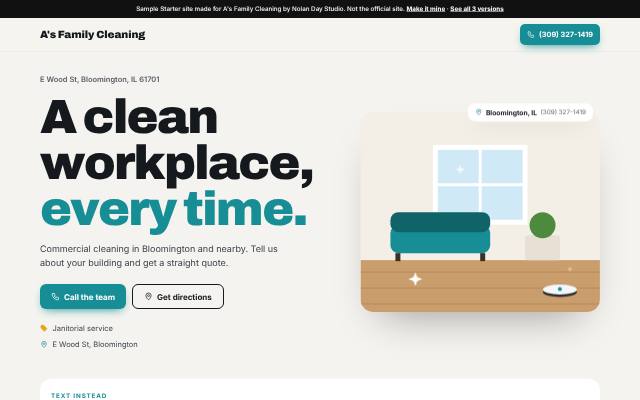 Sample Starter site made for A's Family Cleaning by Nolan Day Studio. Not the official site. Make it mine · See all 3 versions
A's Family Cleaning
(309) 327-1419
E Wood St, Bloomington, IL 61701
A clean
workplace,
every time.
Commercial cleaning in Bloomington and nearby. Tell us
about your building and get a straight quote.
Call the team
Get directions
Janitorial service
E Wood St, Bloomington
Bloomington, IL (309) 327-1419
TEXT INSTEAD